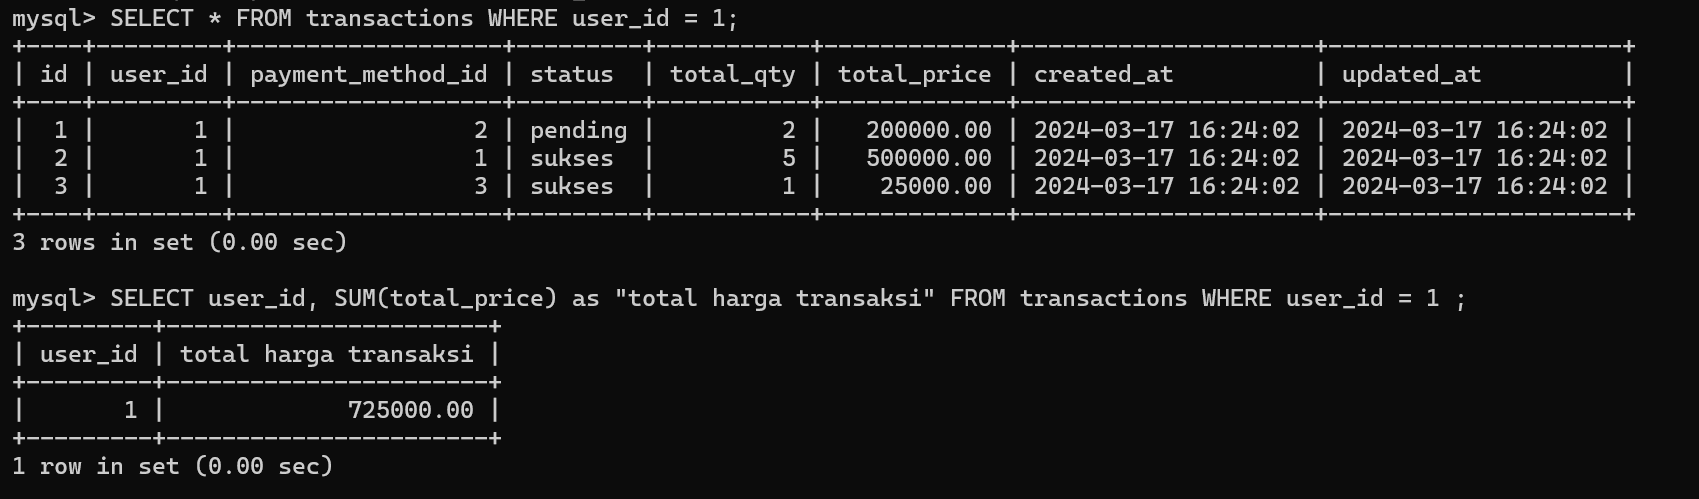 mysql> SELECT * FROM transactions WHERE user_id = 1;
+----+---------+-------------------+---------+-----------+-------------+---------------------+---------------------+
| id | user_id | payment_method_id | status  | total_qty | total_price | created_at          | updated_at          |
+----+---------+-------------------+---------+-----------+-------------+---------------------+---------------------+
|  1 |       1 |                 2 | pending |         2 |   200000.00 | 2024-03-17 16:24:02 | 2024-03-17 16:24:02 |
|  2 |       1 |                 1 | sukses  |         5 |   500000.00 | 2024-03-17 16:24:02 | 2024-03-17 16:24:02 |
|  3 |       1 |                 3 | sukses  |         1 |    25000.00 | 2024-03-17 16:24:02 | 2024-03-17 16:24:02 |
+----+---------+-------------------+---------+-----------+-------------+---------------------+---------------------+
3 rows in set (0.00 sec)

mysql> SELECT user_id, SUM(total_price) as "total harga transaksi" FROM transactions WHERE user_id = 1 ;
+---------+-----------------------+
| user_id | total harga transaksi |
+---------+-----------------------+
|       1 |             725000.00 |
+---------+-----------------------+
1 row in set (0.00 sec)